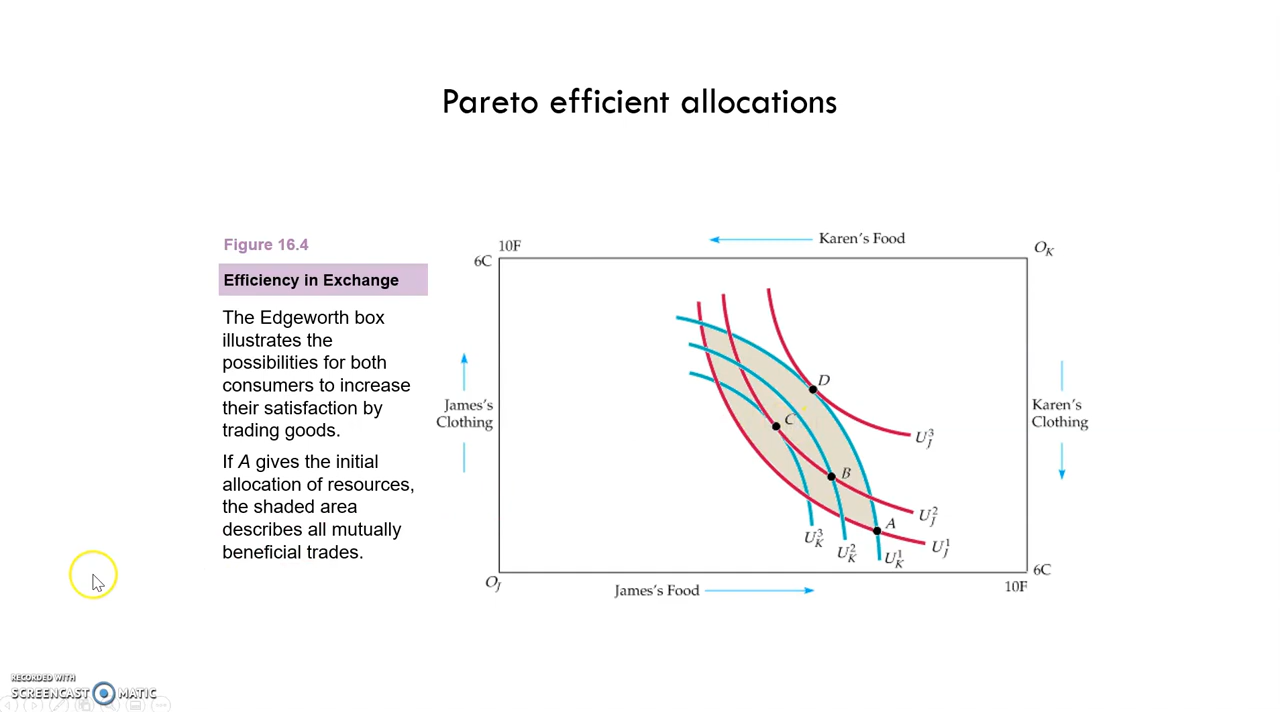 Pareto efficient allocations
Figure 16.4
Efficiency in Exchange
The Edgeworth box
illustrates the
possibilities for both
consumers to increase
their satisfaction by
trading goods.
If A gives the initial
allocation of resources,
the shaded area
describes all mutually
beneficial trades.
10F
Karen's Food
O_K
6C
James's
Clothing
Karen's
Clothing
D
C
B
A
U_J^3
U_J^2
U_J^1
U_K^3
U_K^2
U_K^1
6C
O_J
James's Food
10F
RECORDED WITH
SCREENCAST MATIC